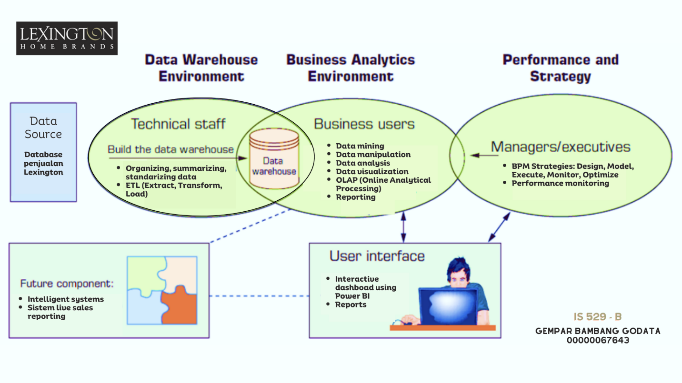 LEXINGTON
HOME BRANDS
Data Warehouse
Environment
Business Analytics
Environment
Performance and
Strategy
Data
Source
Database
penjualan
Lexington
Technical staff
Build the data warehouse
• Organizing, summarizing,
standarizing data
• ETL (Extract, Transform,
Load)
Data
warehouse
Business users
• Data mining
• Data manipulation
• Data analysis
• Data visualization
• OLAP (Online Analytical
Processing)
• Reporting
Managers/executives
• BPM Strategies: Design, Model,
Execute, Monitor, Optimize
• Performance monitoring
Future component:
• Intelligent systems
• Sistem live sales
reporting
User interface
• Interactive
dashboad using
Power BI
• Reports
IS 529 - B
GEMPAR BAMBANG GODATA
00000067643